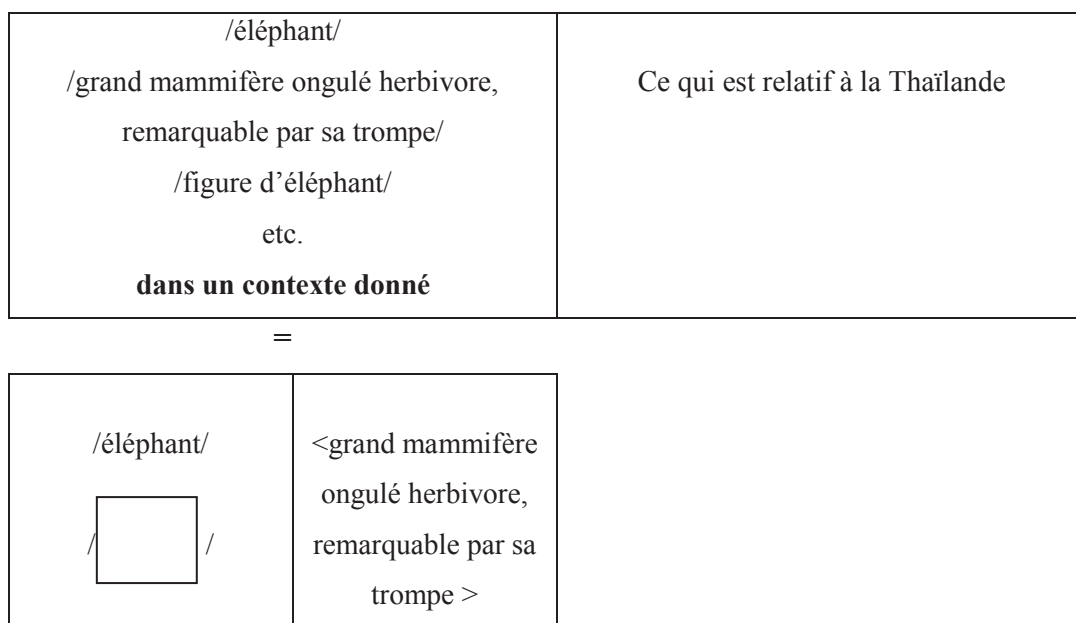 /éléphant/
/grand mammifère ongulé herbivore,
remarquable par sa trompe/
/figure d’éléphant/
etc.
dans un contexte donné
Ce qui est relatif à la Thaïlande
=
/éléphant/
/ /
<grand mammifère
ongulé herbivore,
remarquable par sa
trompe >